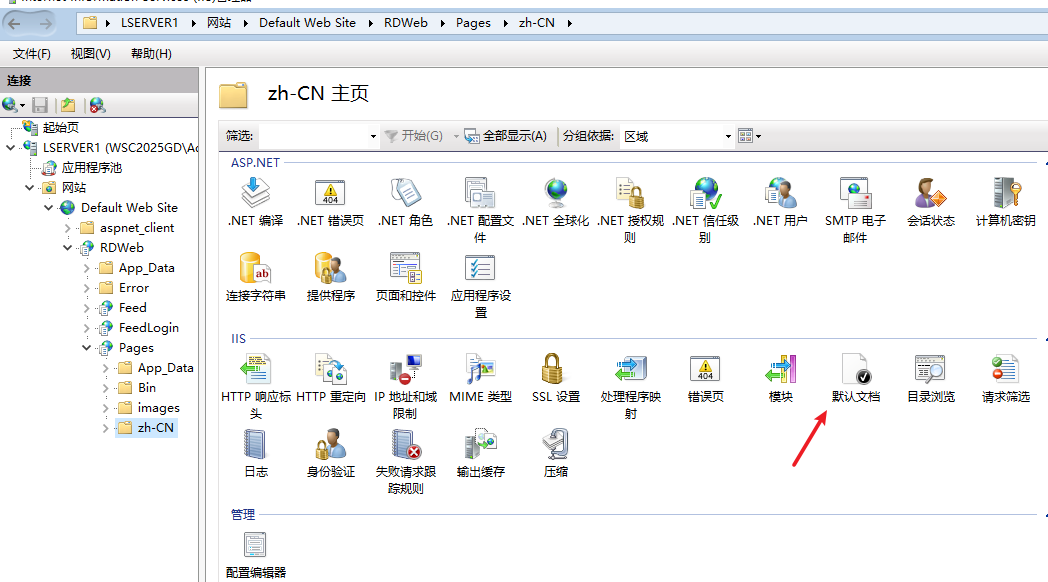 LSERVER1 网站 Default Web Site RDWeb Pages zh-CN
文件(F) 视图(V) 帮助(H)
连接
起始页
LSERVER1 (WSC2025GD\Ac
应用程序池
网站
Default Web Site
aspnet_client
RDWeb
App_Data
Error
Feed
FeedLogin
Pages
App_Data
Bin
images
zh-CN
zh-CN 主页
筛选: 开始(G) 全部显示(A) 分组依据: 区域
ASP.NET
.NET 编译 .NET 错误页 .NET 角色 .NET 配置文件 .NET 全球化 .NET 授权规则 .NET 信任级别 .NET 用户 SMTP 电子邮件 会话状态 计算机密钥
连接字符串 提供程序 页面和控件 应用程序设置
IIS
HTTP 响应标头 HTTP 重定向 IP 地址和域限制 MIME 类型 SSL 设置 处理程序映射 错误页 模块 默认文档 目录浏览 请求筛选
日志 身份验证 失败请求跟踪规则 输出缓存 压缩
管理
配置编辑器